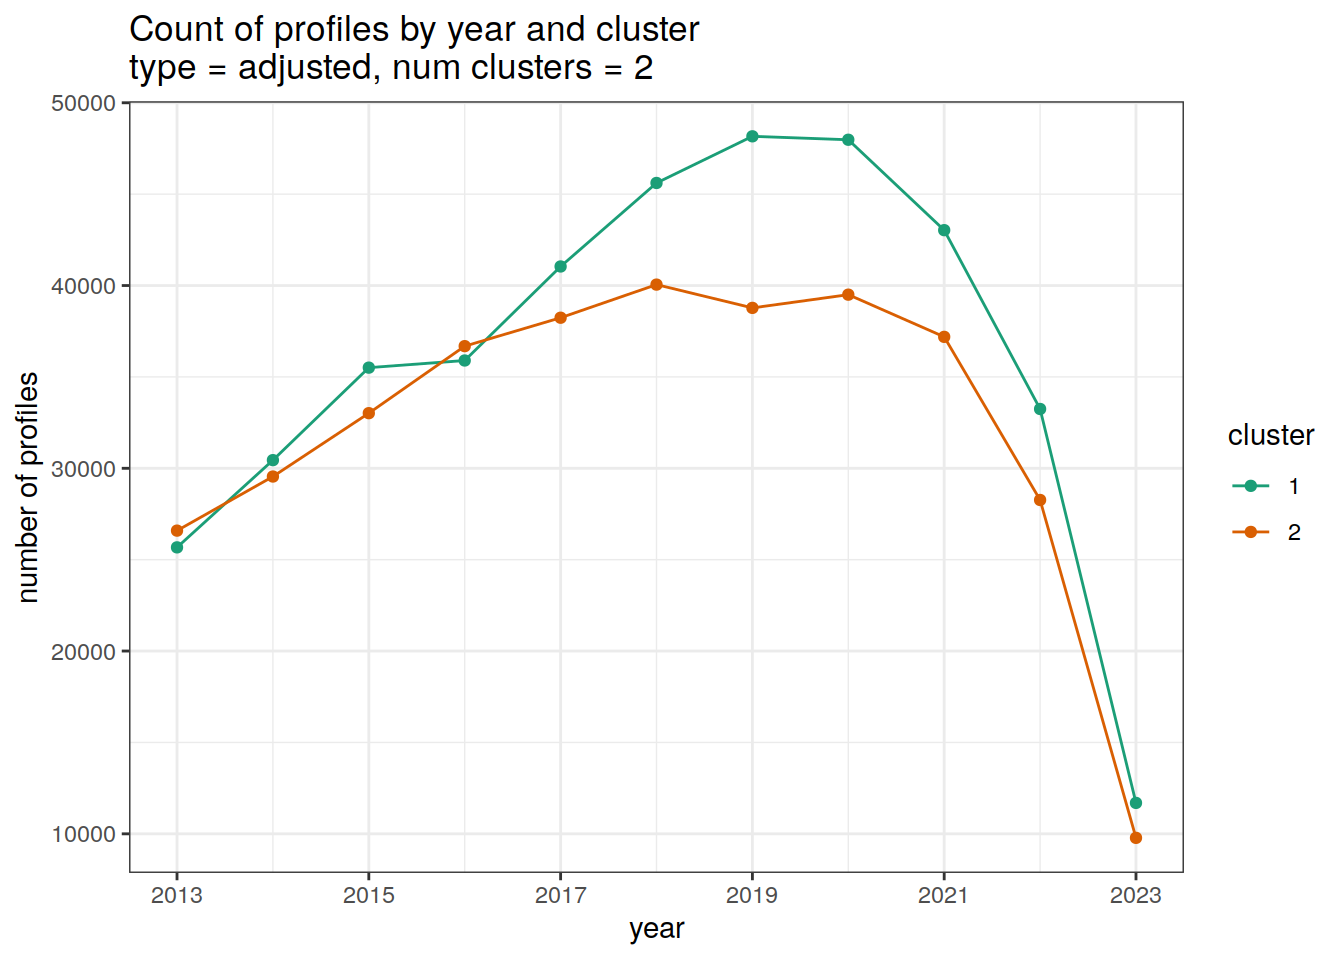 Count of profiles by year and cluster
type = adjusted, num clusters = 2
50000
40000
30000
20000
10000
number of profiles
2013
2015
2017
2019
2021
2023
year
cluster
1
2